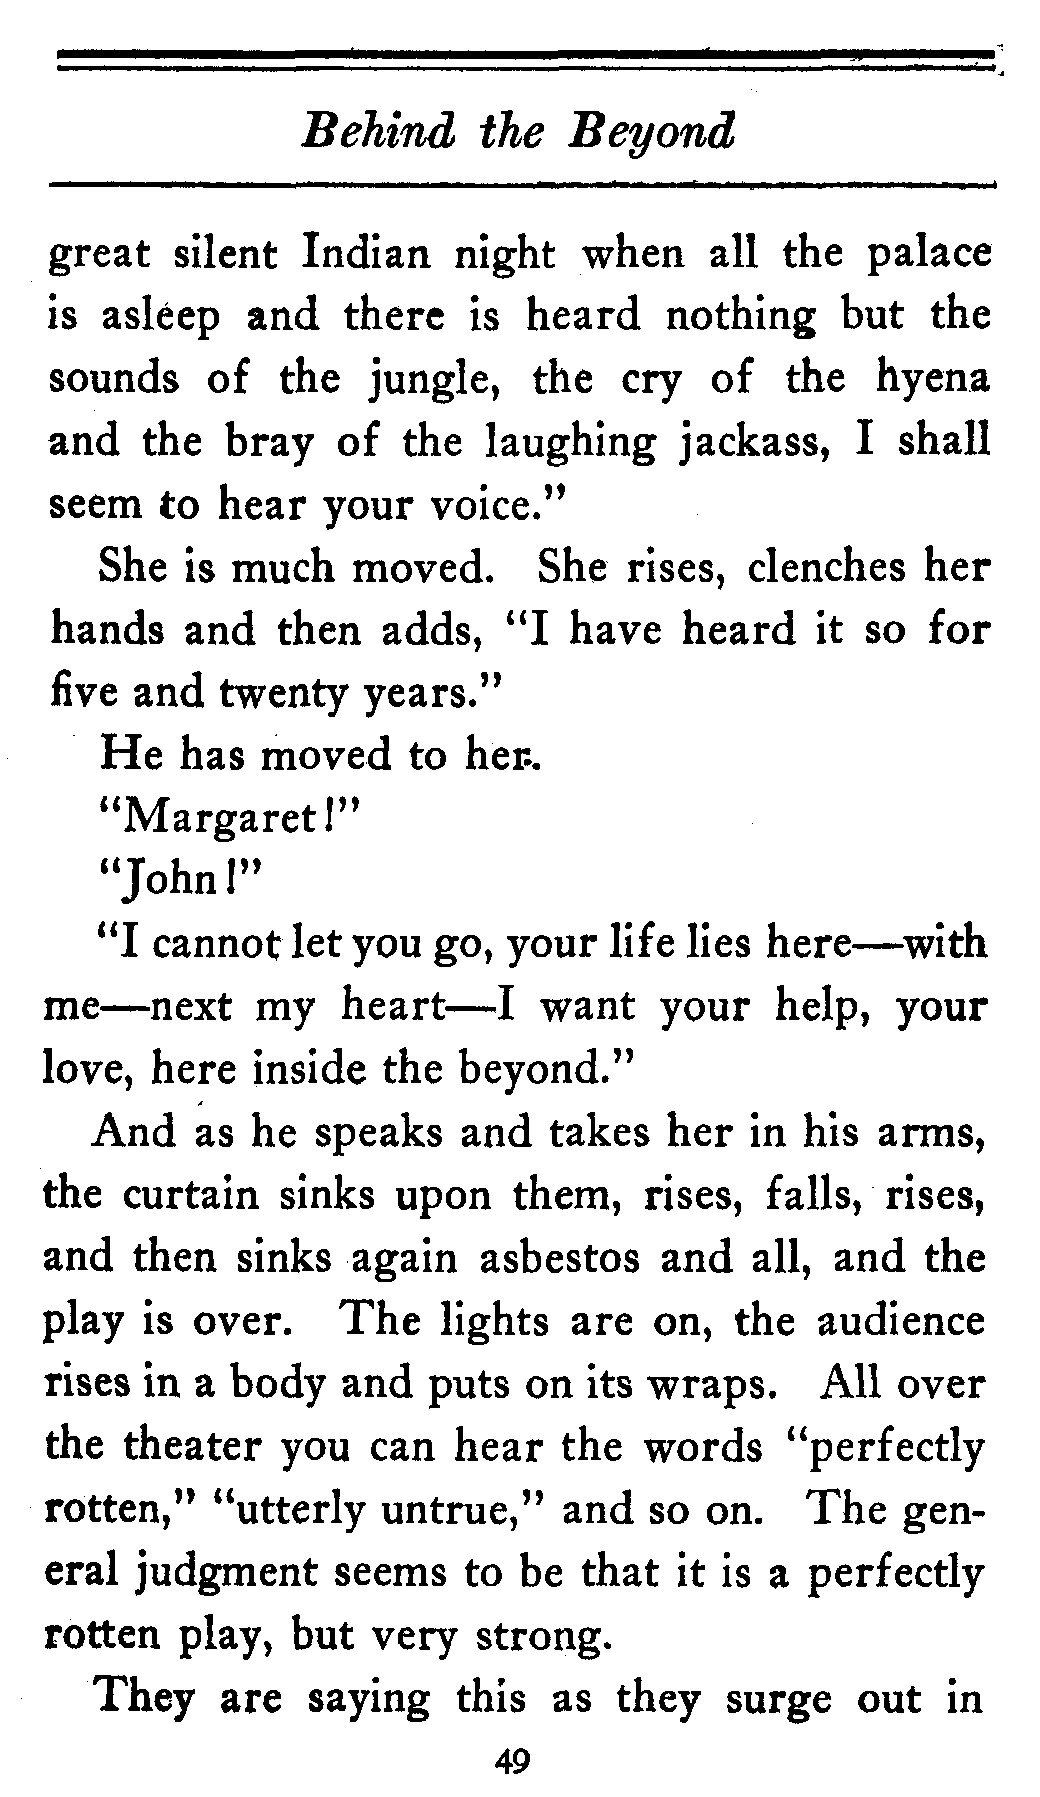 Behind the Beyond
great silent Indian night when all the palace
is asleep and there is heard nothing but the
sounds of the jungle, the cry of the hyena
and the bray of the laughing jackass, I shall
seem to hear your voice."
She is much moved. She rises, clenches her
hands and then adds, "I have heard it so for
five and twenty years."
He has moved to her.
"Margaret!"
"John!"
"I cannot let you go, your life lies here—with
me—next my heart—I want your help, your
love, here inside the beyond."
And as he speaks and takes her in his arms,
the curtain sinks upon them, rises, falls, rises,
and then sinks again asbestos and all, and the
play is over. The lights are on, the audience
rises in a body and puts on its wraps. All over
the theater you can hear the words "perfectly
rotten," "utterly untrue," and so on. The gen-
eral judgment seems to be that it is a perfectly
rotten play, but very strong.
They are saying this as they surge out in
49